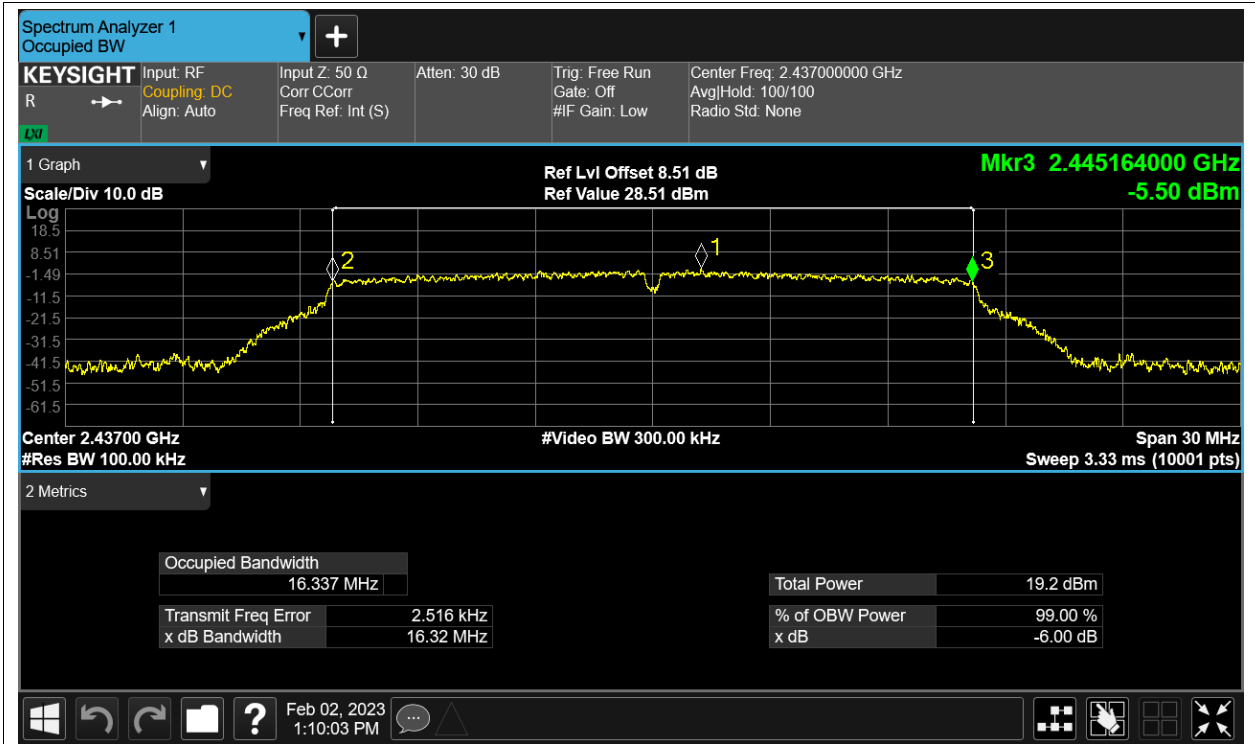 Spectrum Analyzer 1
Occupied BW
+
KEYSIGHT
R
LXI
Input: RF
Coupling: DC
Align: Auto
Input Z: 50 Ω
Corr CCorr
Freq Ref: Int (S)
Atten: 30 dB
Trig: Free Run
Gate: Off
#IF Gain: Low
Center Freq: 2.437000000 GHz
Avg|Hold: 100/100
Radio Std: None
1 Graph
Scale/Div 10.0 dB
Ref Lvl Offset 8.51 dB
Ref Value 28.51 dBm
Mkr3 2.445164000 GHz
-5.50 dBm
Log
18.5
8.51
-1.49
-11.5
-21.5
-31.5
-41.5
-51.5
-61.5
2
1
3
Center 2.43700 GHz
#Video BW 300.00 kHz
Span 30 MHz
#Res BW 100.00 kHz
Sweep 3.33 ms (10001 pts)
2 Metrics
Occupied Bandwidth
16.337 MHz
Transmit Freq Error 2.516 kHz
x dB Bandwidth 16.32 MHz
Total Power 19.2 dBm
% of OBW Power 99.00 %
x dB -6.00 dB
?
Feb 02, 2023
1:10:03 PM